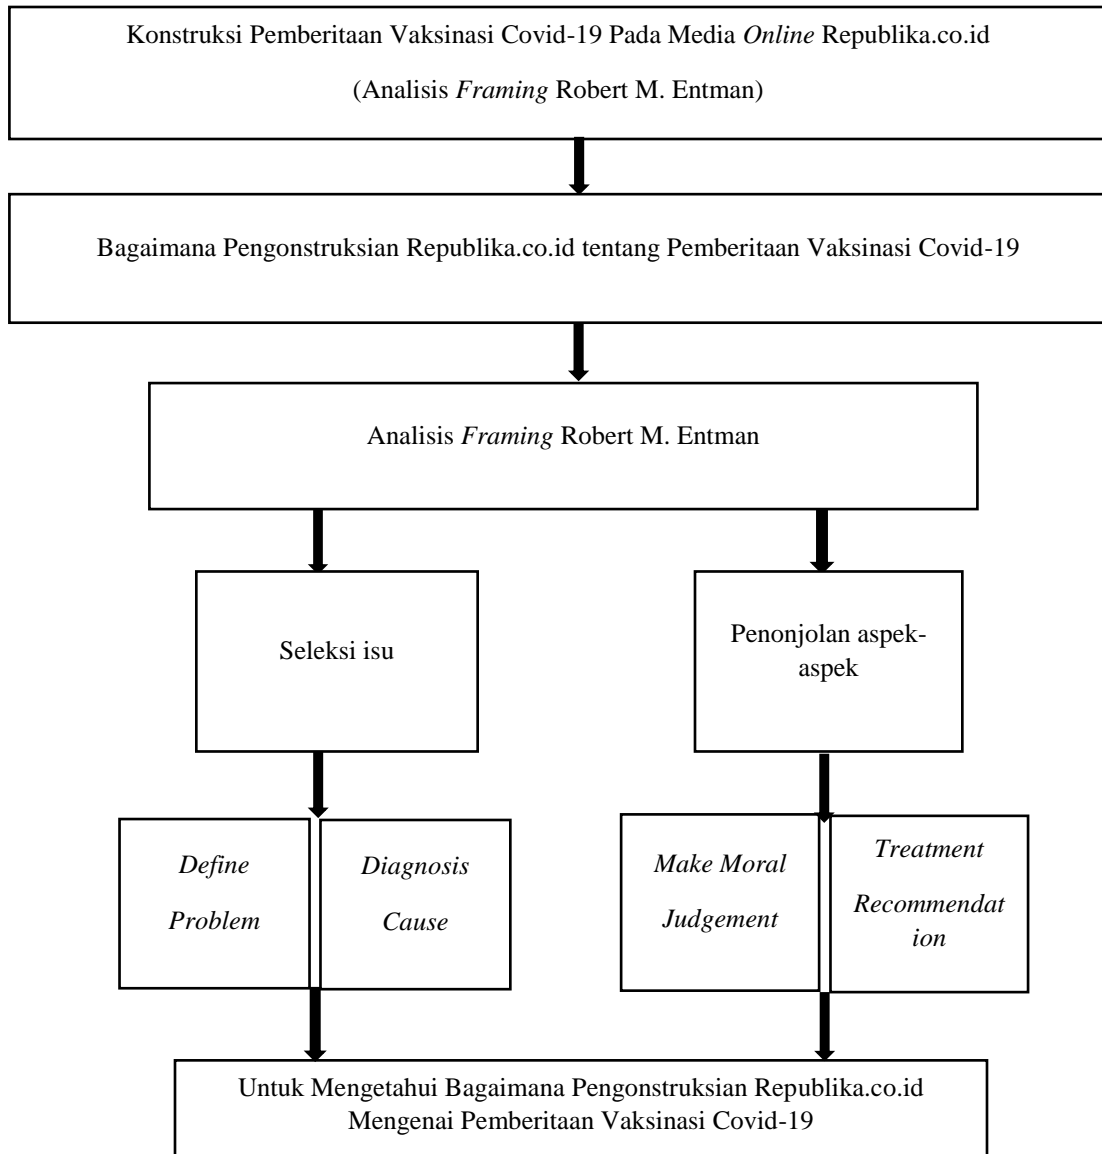 Konstruksi Pemberitaan Vaksinasi Covid-19 Pada Media Online Republika.co.id
(Analisis Framing Robert M. Entman)
Bagaimana Pengonstruksian Republika.co.id tentang Pemberitaan Vaksinasi Covid-19
Analisis Framing Robert M. Entman
Seleksi isu
Penonjolan aspek-
aspek
Define
Problem
Diagnosis
Cause
Make Moral
Judgement
Treatment
Recommendat
ion
Untuk Mengetahui Bagaimana Pengonstruksian Republika.co.id
Mengenai Pemberitaan Vaksinasi Covid-19